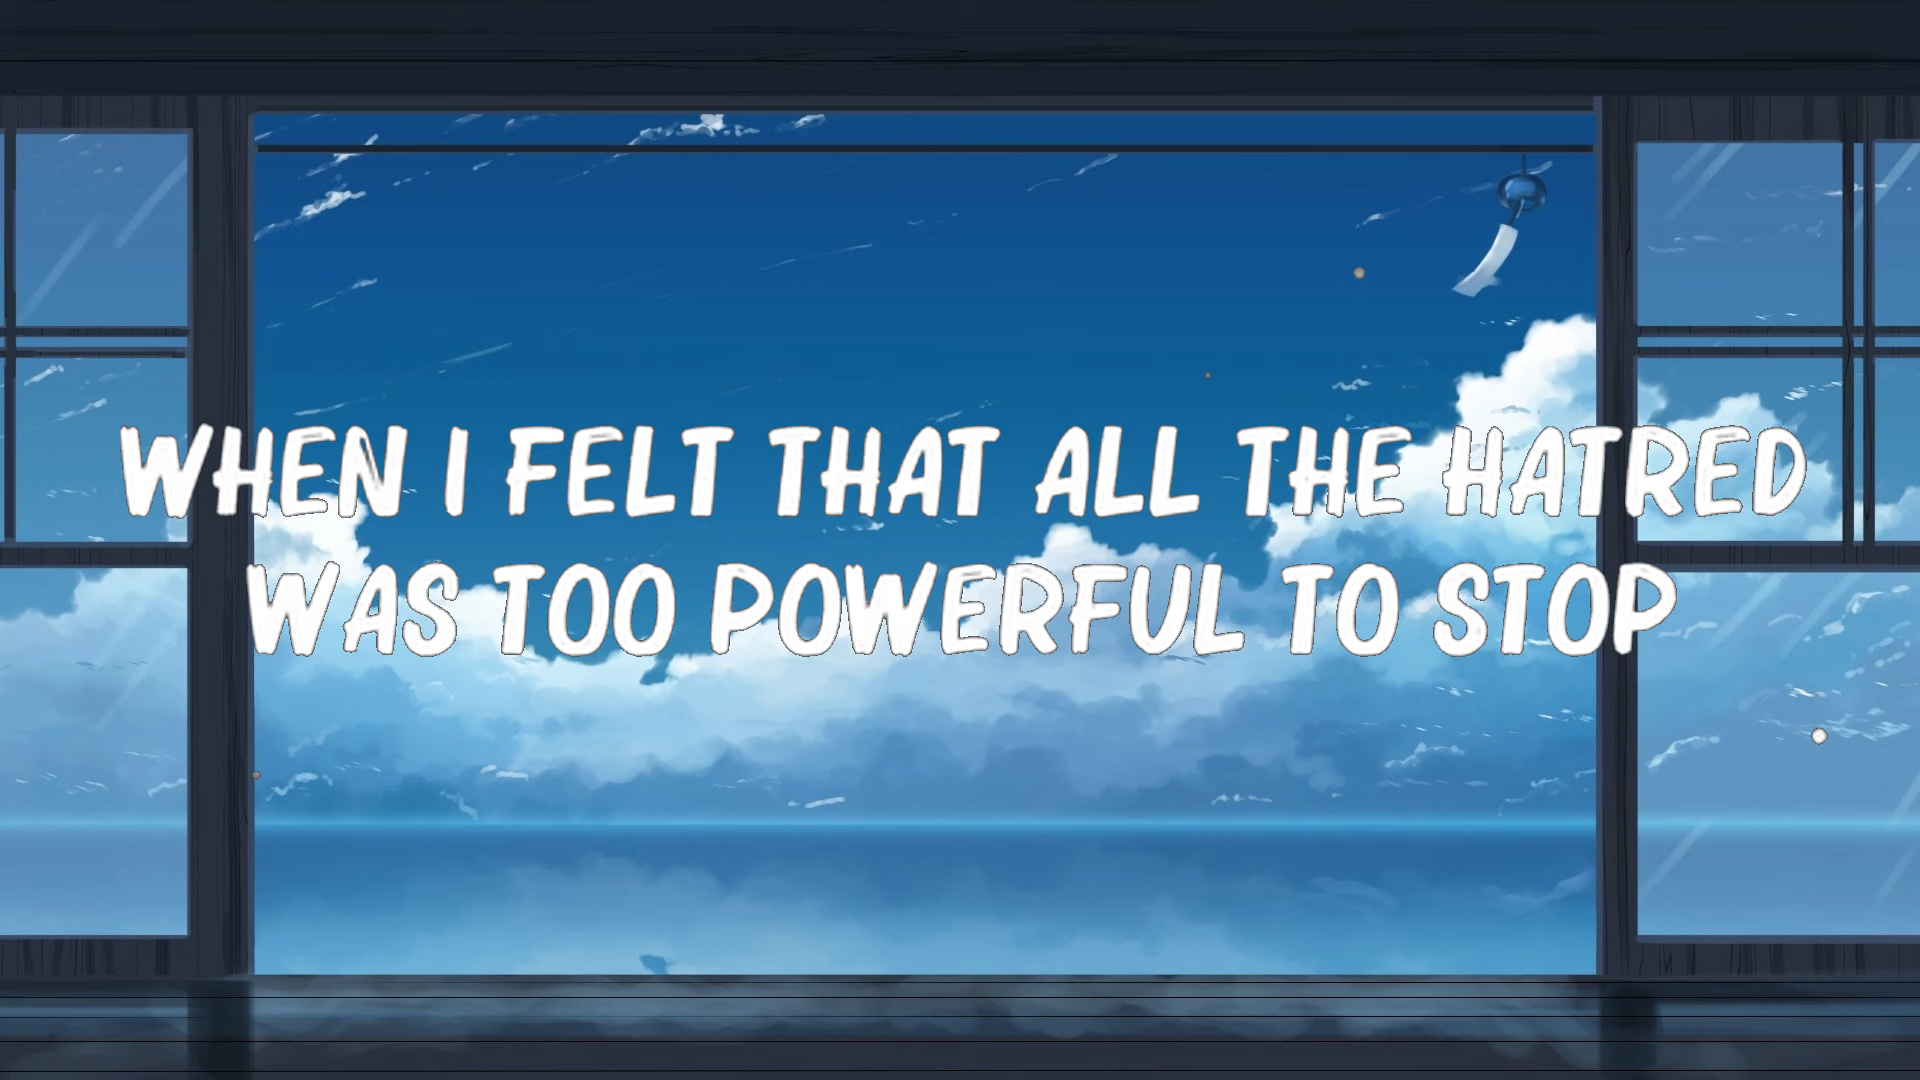 WHEN I FELT THAT ALL THE HATRED
WAS TOO POWERFUL TO STOP